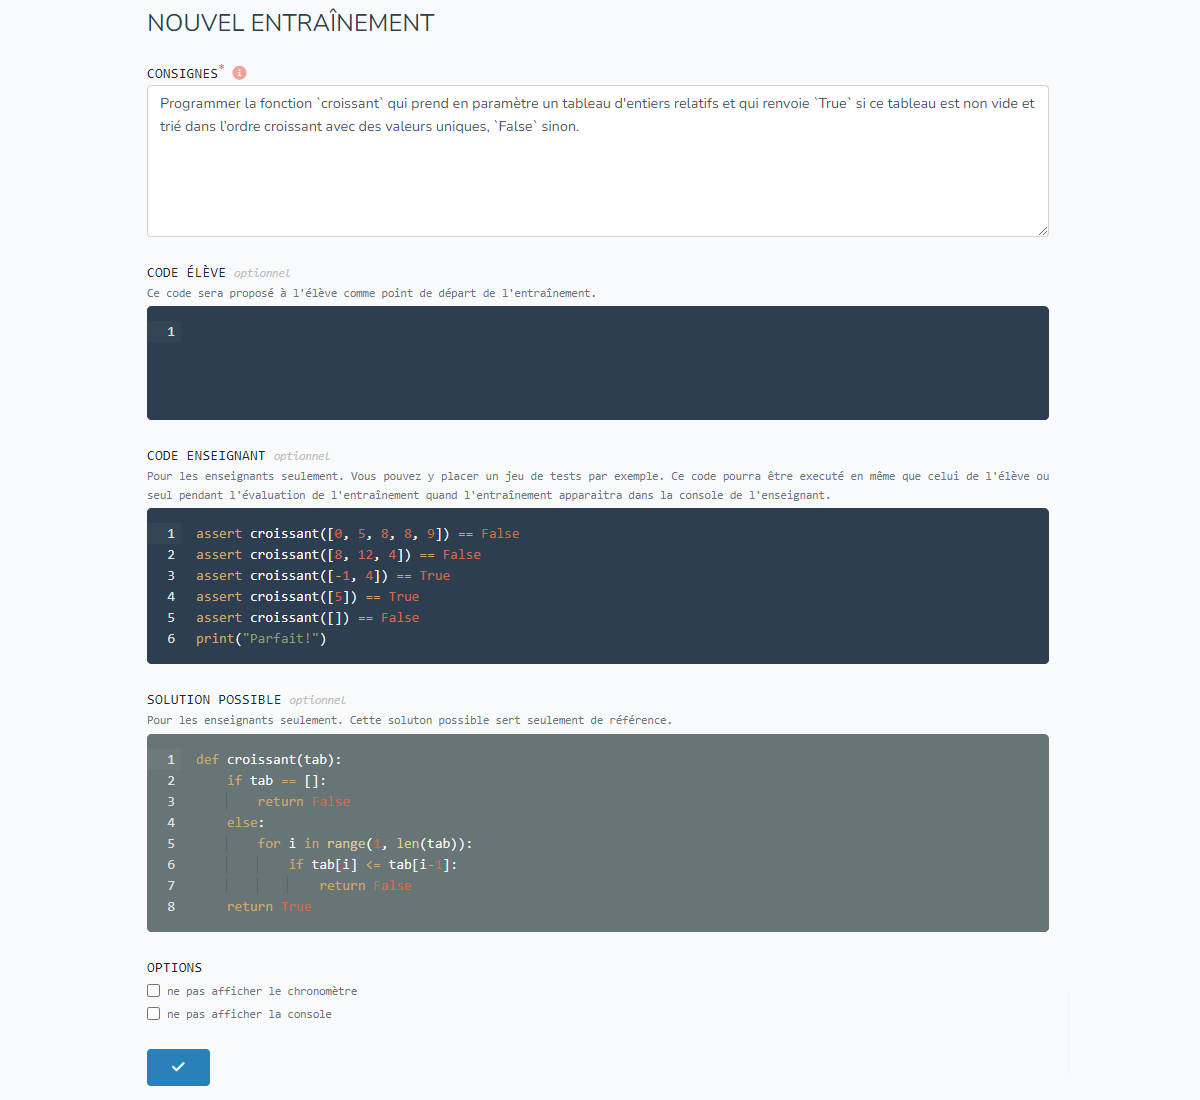 NOUVEL ENTRAÎNEMENT
CONSIGNES*
Programmer la fonction `croissant` qui prend en paramètre un tableau d'entiers relatifs et qui renvoie `True` si ce tableau est non vide et
trié dans l'ordre croissant avec des valeurs uniques, `False` sinon.
CODE ÉLÈVE optionnel
Ce code sera proposé à l'élève comme point de départ de l'entraînement.
1
CODE ENSEIGNANT optionnel
Pour les enseignants seulement. Vous pouvez y placer un jeu de tests par exemple. Ce code pourra être executé en même que celui de l'élève ou
seul pendant l'évaluation de l'entraînement quand l'entraînement apparaitra dans la console de l'enseignant.
1 assert croissant([0, 5, 8, 8, 9]) == False
2 assert croissant([8, 12, 4]) == False
3 assert croissant([-1, 4]) == True
4 assert croissant([5]) == True
5 assert croissant([]) == False
6 print("Parfait!")
SOLUTION POSSIBLE optionnel
Pour les enseignants seulement. Cette soluton possible sert seulement de référence.
1 def croissant(tab):
2     if tab == []:
3         return False
4     else:
5         for i in range(1, len(tab)):
6             if tab[i] <= tab[i-1]:
7                 return False
8     return True
OPTIONS
ne pas afficher le chronomètre
ne pas afficher la console